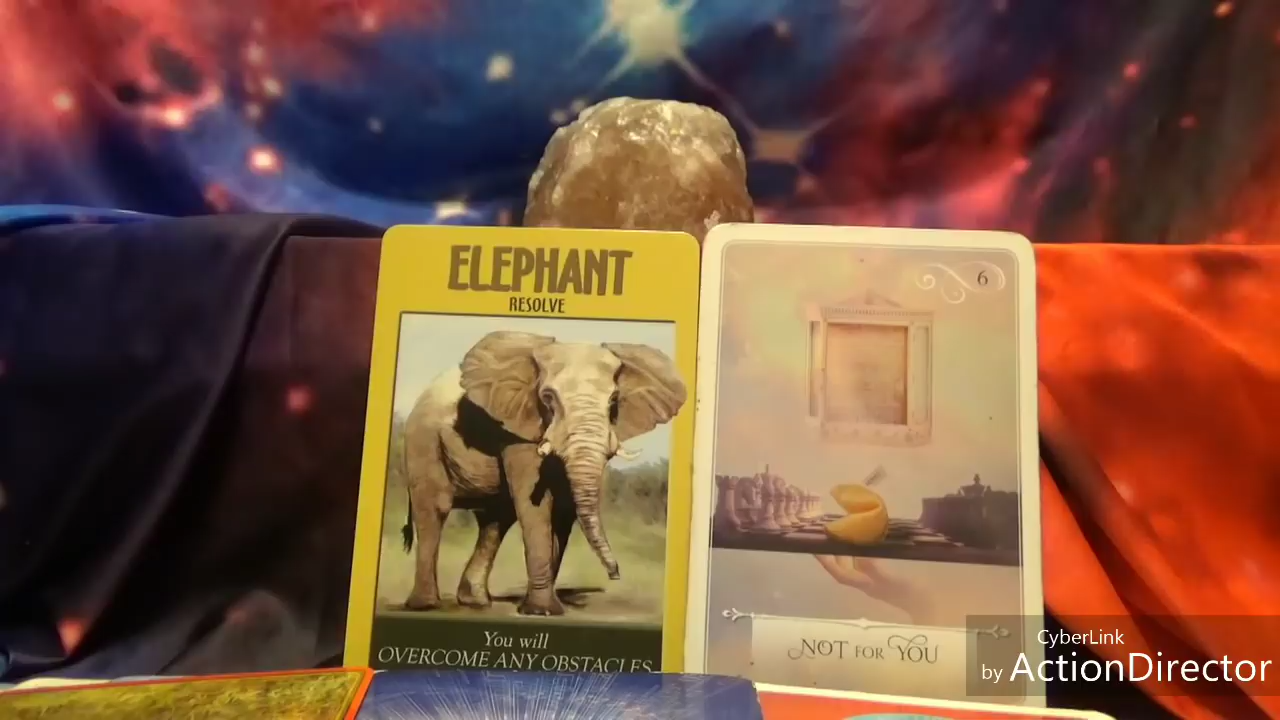 ELEPHANT
RESOLVE
You will
OVERCOME ANY OBSTACLES
6
NOT FOR YOU
CyberLink
by ActionDirector